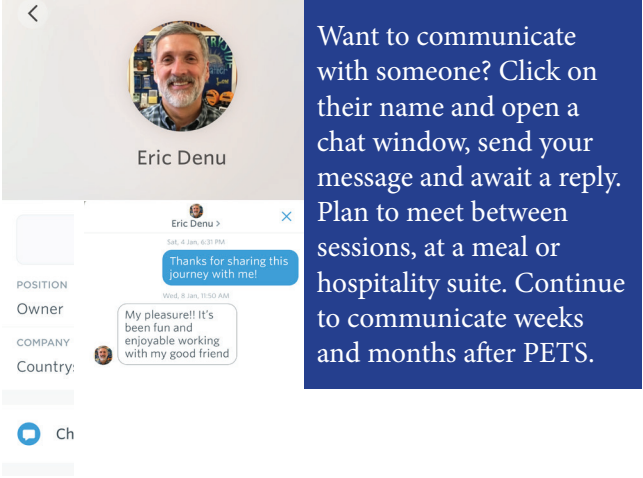 Eric Denu
POSITION
Owner
COMPANY
Country
Ch
Eric Denu >
Sat, 4 Jan, 6:31 PM
Thanks for sharing this
journey with me!
Wed, 8 Jan, 11:50 AM
My pleasure!! It's
been fun and
enjoyable working
with my good friend
Want to communicate
with someone? Click on
their name and open a
chat window, send your
message and await a reply.
Plan to meet between
sessions, at a meal or
hospitality suite. Continue
to communicate weeks
and months after PETS.